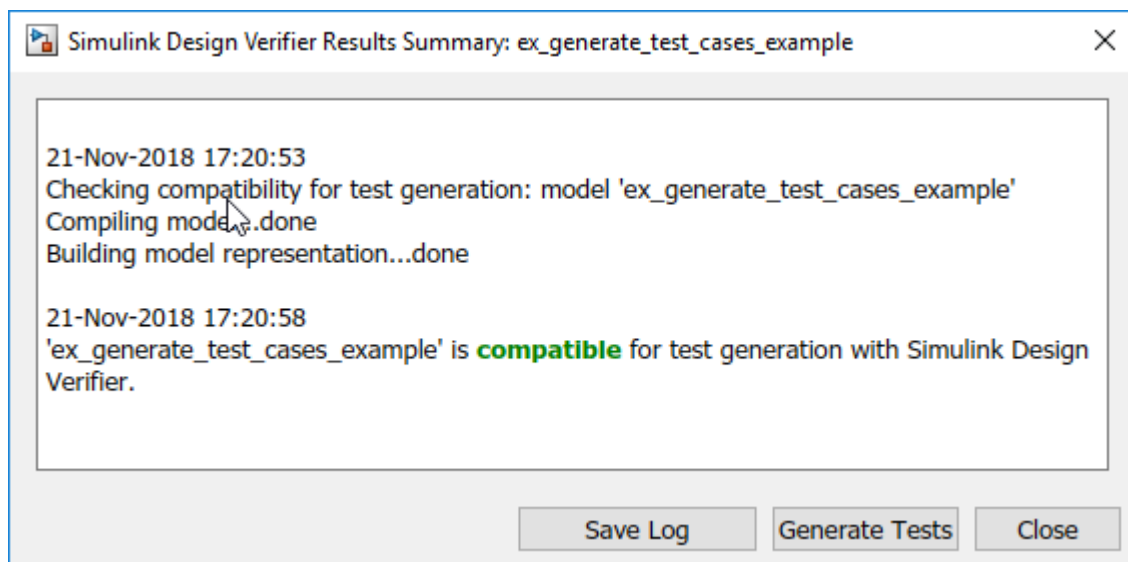 Simulink Design Verifier Results Summary: ex_generate_test_cases_example
21-Nov-2018 17:20:53
Checking compatibility for test generation: model 'ex_generate_test_cases_example'
Compiling model...done
Building model representation...done
21-Nov-2018 17:20:58
'ex_generate_test_cases_example' is compatible for test generation with Simulink Design
Verifier.
Save Log
Generate Tests
Close